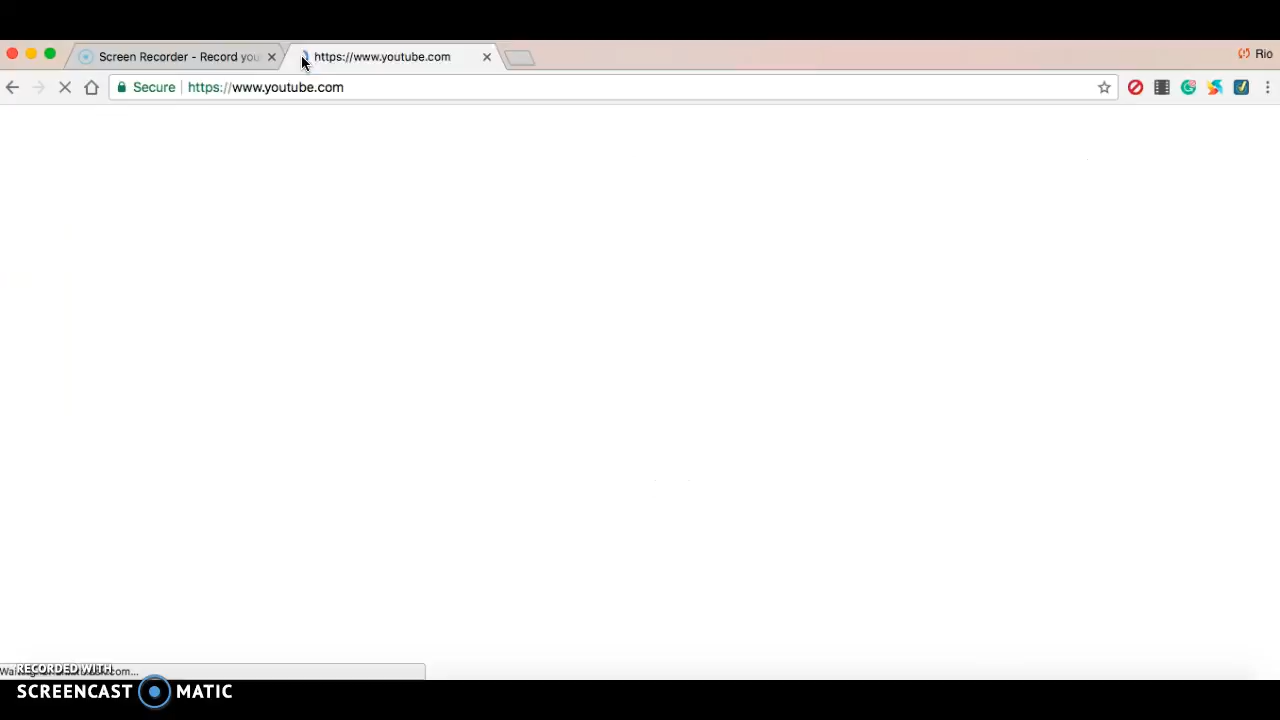 Screen Recorder - Record you
https://www.youtube.com
Rio
Secure
https://www.youtube.com
RECORDED WITH
SCREENCAST MATIC